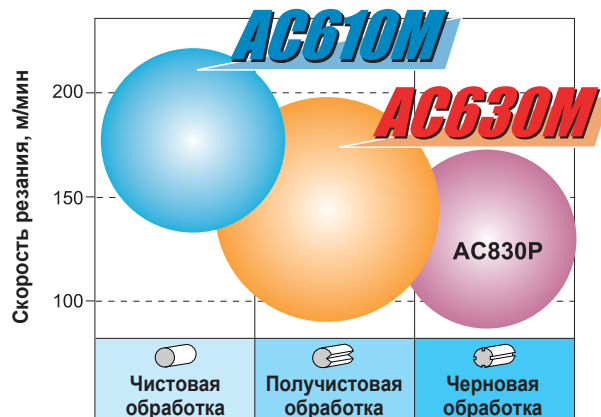 AC610M
AC630M
AC830P
Скорость резания, м/мин
200
150
100
Чистовая
обработка
Получистовая
обработка
Черновая
обработка